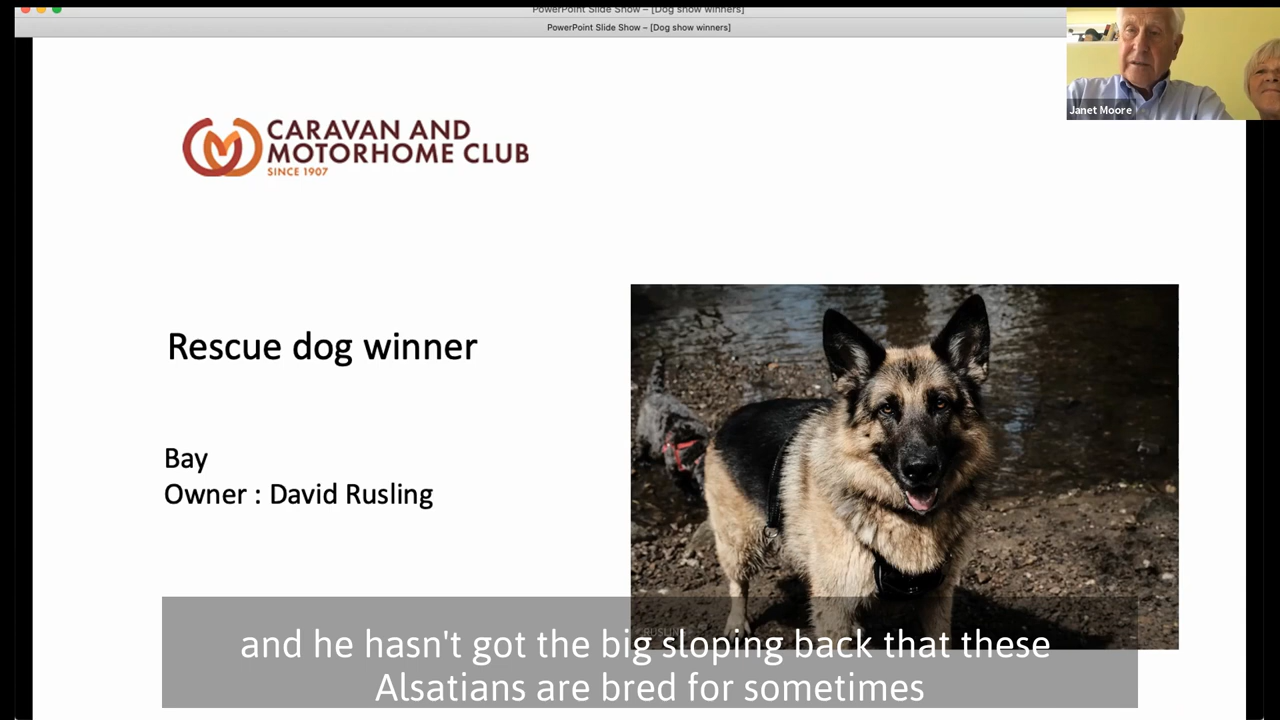 PowerPoint Slide Show – [Dog show winners]
PowerPoint Slide Show – [Dog show winners]
Janet Moore
CARAVAN AND
MOTORHOME CLUB
SINCE 1907
Rescue dog winner
Bay
Owner : David Rusling
and he hasn't got the big sloping back that these
Alsatians are bred for sometimes